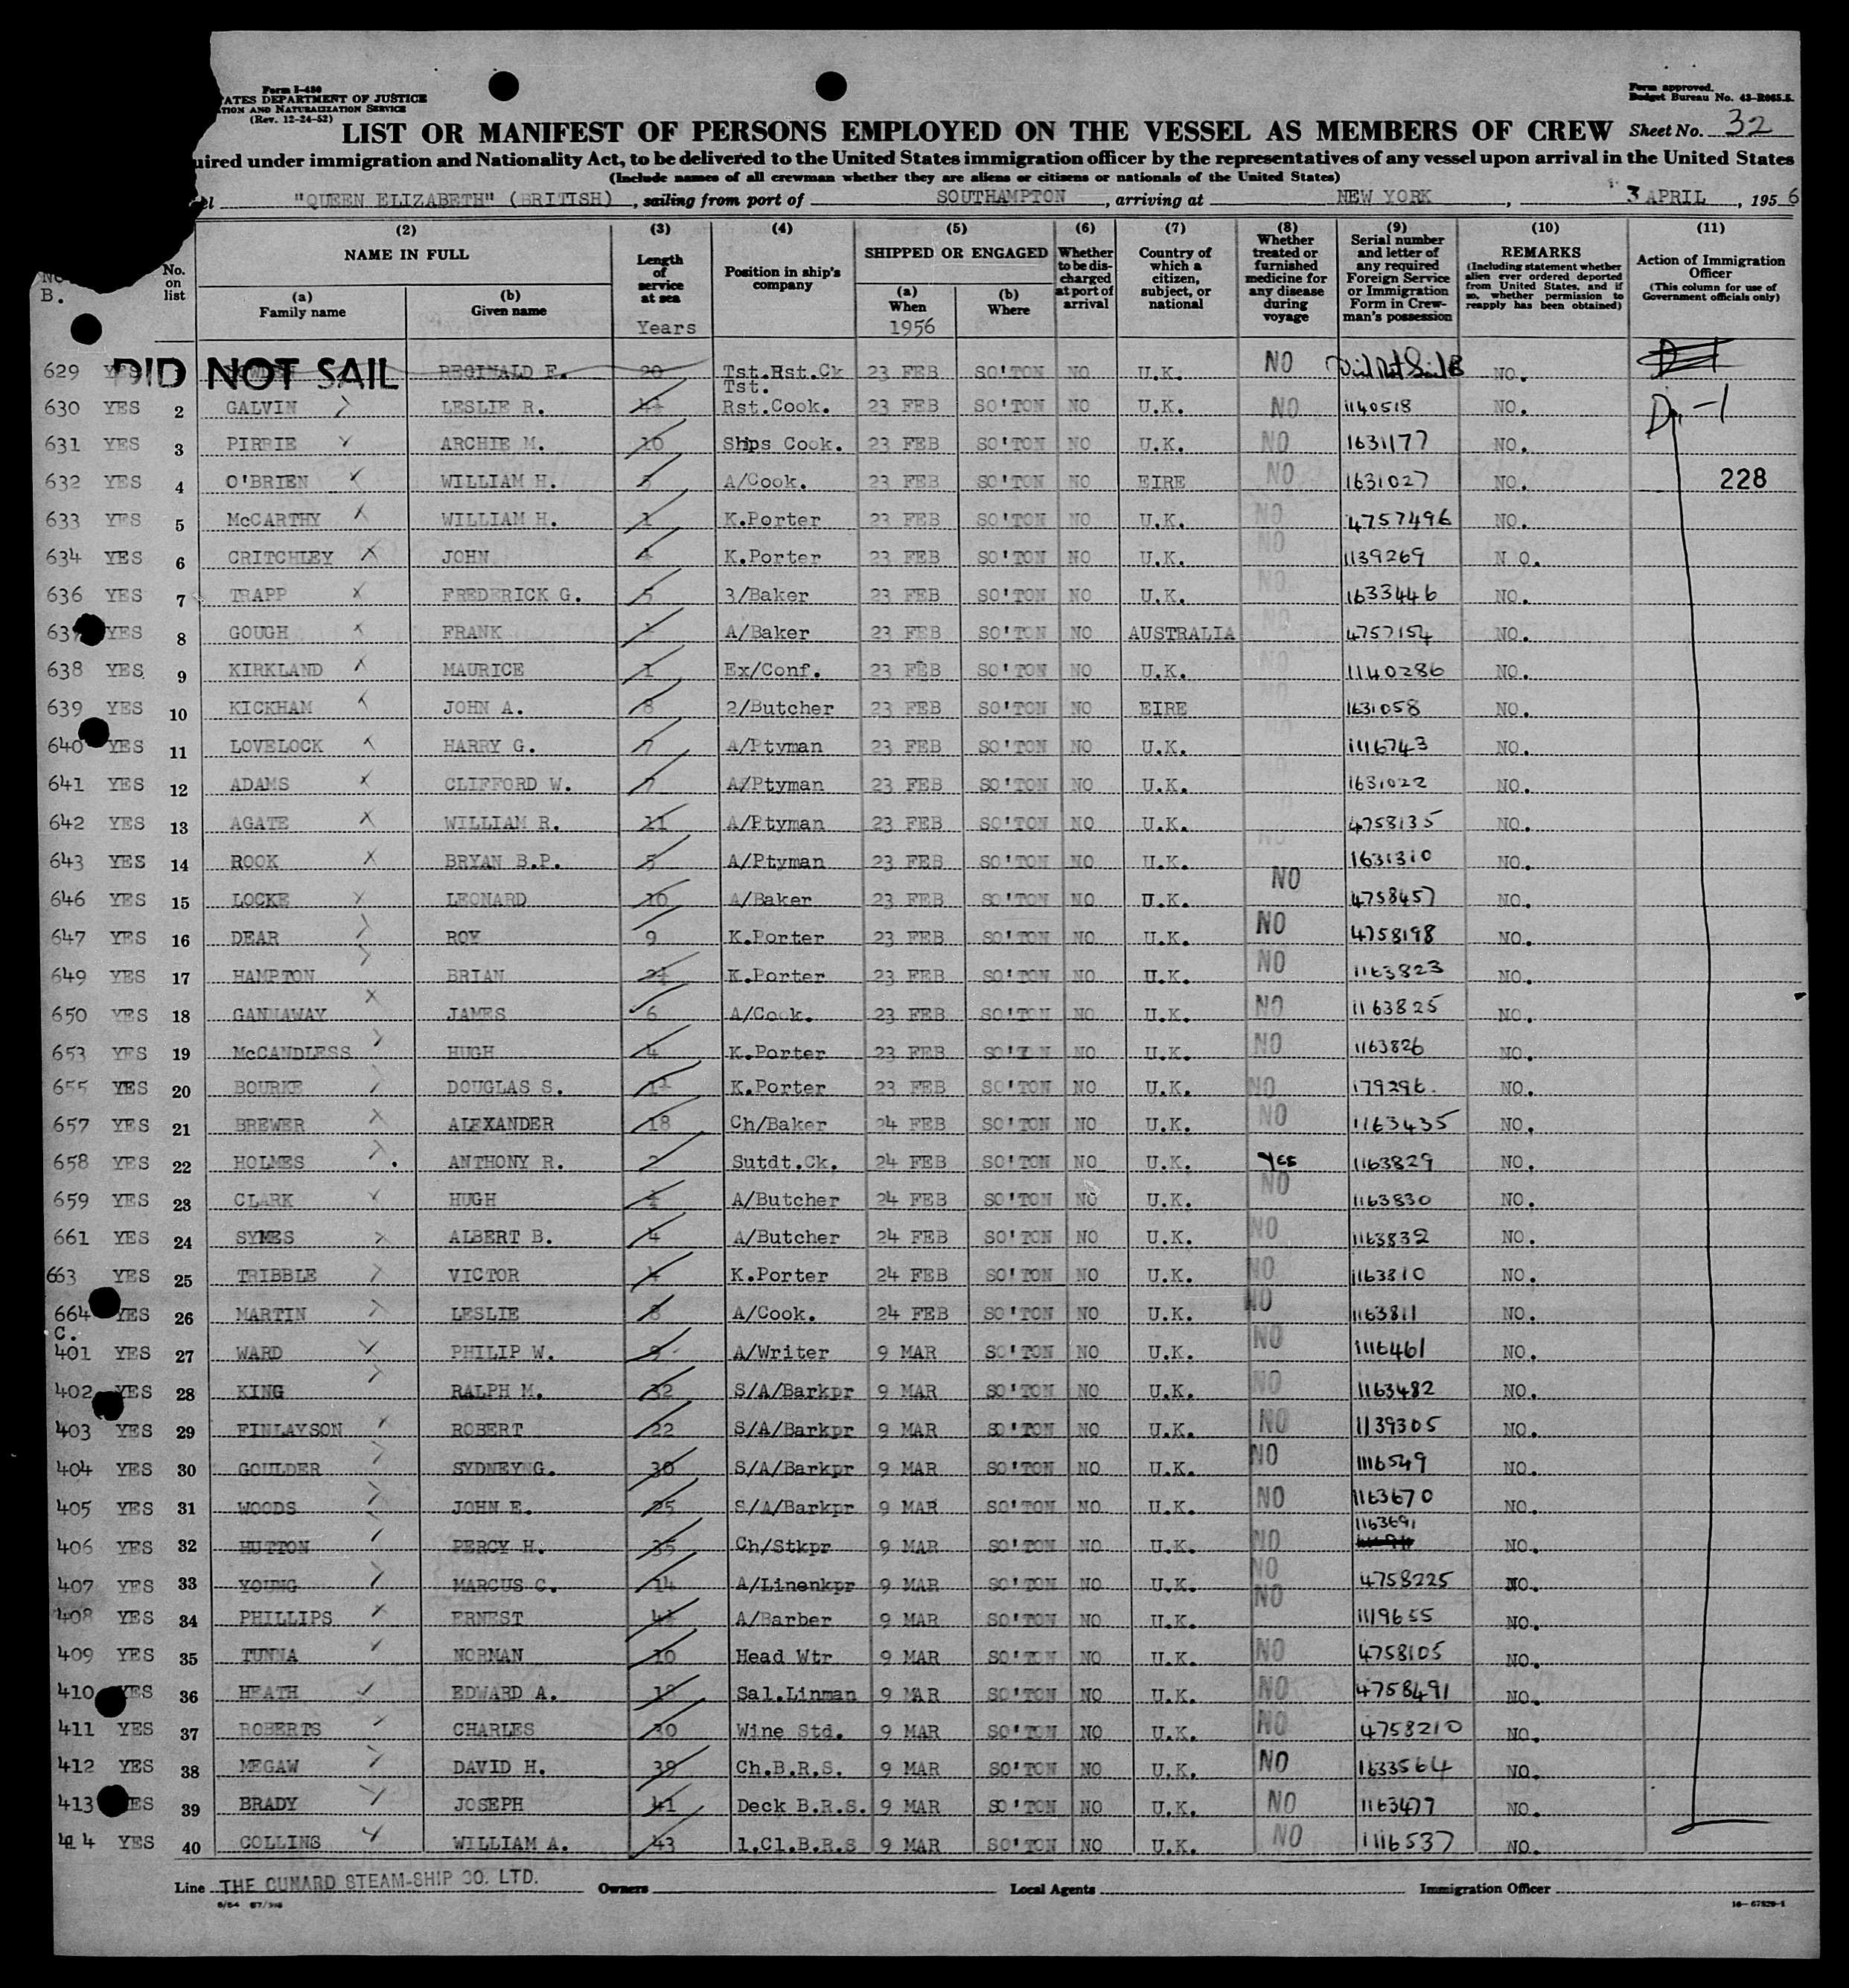 Form I-480
ATES DEPARTMENT OF JUSTICE
TION AND NATURALIZATION SERVICE
(Rev. 12-24-52)
Form approved.
Budget Bureau No. 43-R065.5.
LIST OR MANIFEST OF PERSONS EMPLOYED ON THE VESSEL AS MEMBERS OF CREW Sheet No. 32
uired under immigration and Nationality Act, to be delivered to the United States immigration officer by the representatives of any vessel upon arrival in the United States
(Include names of all crewman whether they are aliens or citizens or nationals of the United States)
el "QUEEN ELIZABETH" (BRITISH), sailing from port of SOUTHAMPTON, arriving at NEW YORK, 3 APRIL, 1956
B.
No. on list
(2) NAME IN FULL
(a) Family name
(b) Given name
(3) Length of service at sea
Years
(4) Position in ship's company
(5) SHIPPED OR ENGAGED
(a) When
1956
(b) Where
(6) Whether to be discharged at port of arrival
(7) Country of which a citizen, subject, or national
(8) Whether treated or furnished medicine for any disease during voyage
(9) Serial number and letter of any required Foreign Service or Immigration Form in Crewman's possession
(10) REMARKS
(Including statement whether alien ever ordered deported from United States, and if so, whether permission to reapply has been obtained)
(11) Action of Immigration Officer
(This column for use of Government officials only)
629 DID NOT SAIL REGINALD F. 20 Tst.Rst.Ck 23 FEB SO'TON NO U.K. NO Did Not Sail NO.
630 YES 2 GALVIN LESLIE R. Tst. Rst.Cook. 23 FEB SO'TON NO U.K. NO 1140518 NO. D-1
631 YES 3 PIRRIE ARCHIE M. 10 Shps Cook. 23 FEB SO'TON NO U.K. NO 1631177 NO.
632 YES 4 O'BRIEN WILLIAM H. A/Cook. 23 FEB SO'TON NO EIRE NO 1631027 NO. 228
633 YES 5 McCARTHY WILLIAM H. 1 K.Porter 23 FEB SO'TON NO U.K. NO 4757496 NO.
634 YES 6 CRITCHLEY JOHN K.Porter 23 FEB SO'TON NO U.K. NO 1139269 N O.
636 YES 7 TRAPP FREDERICK G. 5 3/Baker 23 FEB SO'TON NO U.K. NO 1633446 NO.
637 YES 8 GOUGH FRANK A/Baker 23 FEB SO'TON NO AUSTRALIA NO 4757154 NO.
638 YES 9 KIRKLAND MAURICE 1 Ex/Conf. 23 FEB SO'TON NO U.K. NO 1140286 NO.
639 YES 10 KICKHAM JOHN A. 8 2/Butcher 23 FEB SO'TON NO EIRE 1631058 NO.
640 YES 11 LOVELOCK HARRY G. 7 A/Ptyman 23 FEB SO'TON NO U.K. 1116743 NO.
641 YES 12 ADAMS CLIFFORD W. 7 A/Ptyman 23 FEB SO'TON NO U.K. 1631022 NO.
642 YES 13 AGATE WILLIAM R. 11 A/Ptyman 23 FEB SO'TON NO U.K. 4758135 NO.
643 YES 14 ROOK BRYAN B.P. 5 A/Ptyman 23 FEB SO'TON NO U.K. NO 1631310 NO.
646 YES 15 LOCKE LEONARD 10 A/Baker 23 FEB SO'TON NO U.K. NO 4758457 NO.
647 YES 16 DEAR ROY 9 K.Porter 23 FEB SO'TON NO U.K. NO 4758198 NO.
649 YES 17 HAMPTON BRIAN K.Porter 23 FEB SO'TON NO U.K. NO 1163823 NO.
650 YES 18 GANNAWAY JAMES 6 A/Cook. 23 FEB SO'TON NO U.K. NO 1163825 NO.
653 YES 19 McCANDLESS HUGH 4 K.Porter 23 FEB SO'TON NO U.K. NO 1163826 NO.
655 YES 20 BOURKE DOUGLAS S. K.Porter 23 FEB SO'TON NO U.K. NO 179296. NO.
657 YES 21 BREWER ALEXANDER 18 Ch/Baker 24 FEB SO'TON NO U.K. NO 1163435 NO.
658 YES 22 HOLMES ANTHONY R. 2 Sutdt.Ck. 24 FEB SO'TON NO U.K. YES 1163829 NO.
659 YES 23 CLARK HUGH A/Butcher 24 FEB SO'TON NO U.K. NO 1163830 NO.
661 YES 24 SYMES ALBERT B. 4 A/Butcher 24 FEB SO'TON NO U.K. NO 1163832 NO.
663 YES 25 TRIBBLE VICTOR K.Porter 24 FEB SO'TON NO U.K. NO 1163810 NO.
664 YES 26 MARTIN LESLIE 8 A/Cook. 24 FEB SO'TON NO U.K. NO 1163811 NO.
C.
401 YES 27 WARD PHILIP W. 9 A/Writer 9 MAR SO'TON NO U.K. NO 1116461 NO.
402 YES 28 KING RALPH M. 32 S/A/Barkpr 9 MAR SO'TON NO U.K. NO 1163482 NO.
403 YES 29 FINLAYSON ROBERT 22 S/A/Barkpr 9 MAR SO'TON NO U.K. NO 1139305 NO.
404 YES 30 GOULDER SYDNEY G. 30 S/A/Barkpr 9 MAR SO'TON NO U.K. NO 1116549 NO.
405 YES 31 WOODS JOHN E. 25 S/A/Barkpr 9 MAR SO'TON NO U.K. NO 1163670 NO.
406 YES 32 HUTTON PERCY H. 35 Ch/Stkpr 9 MAR SO'TON NO U.K. NO 1163691 NO.
407 YES 33 YOUNG MARCUS C. 14 A/Linenkpr 9 MAR SO'TON NO U.K. NO 4758225 NO.
408 YES 34 PHILLIPS ERNEST A/Barber 9 MAR SO'TON NO U.K. NO 1119655 NO.
409 YES 35 TUNNA NORMAN 10 Head Wtr 9 MAR SO'TON NO U.K. NO 4758105 NO.
410 YES 36 HEATH EDWARD A. 18 Sal.Linman 9 MAR SO'TON NO U.K. NO 4758491 NO.
411 YES 37 ROBERTS CHARLES 30 Wine Std. 9 MAR SO'TON NO U.K. NO 4758210 NO.
412 YES 38 MEGAW DAVID H. 39 Ch.B.R.S. 9 MAR SO'TON NO U.K. NO 1633564 NO.
413 YES 39 BRADY JOSEPH 41 Deck B.R.S. 9 MAR SO'TON NO U.K. NO 1163477 NO.
414 YES 40 COLLINS WILLIAM A. 43 1.Cl.B.R.S 9 MAR SO'TON NO U.K. NO 1116537 NO.
Line THE CUNARD STEAM-SHIP CO. LTD. Owners Local Agents Immigration Officer
16-67829-1